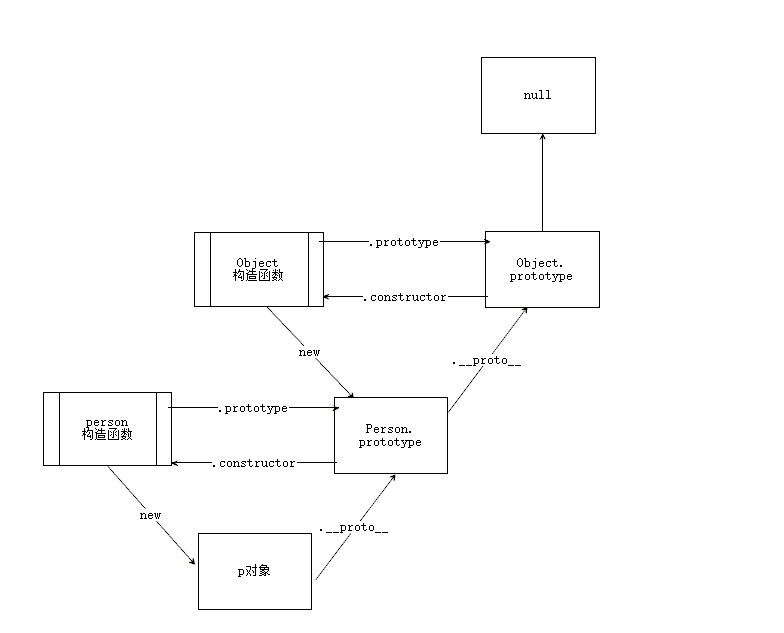 null
Object
构造函数
.prototype
.constructor
Object.
prototype
new
.__proto__
person
构造函数
.prototype
.constructor
Person.
prototype
new
.__proto__
p对象